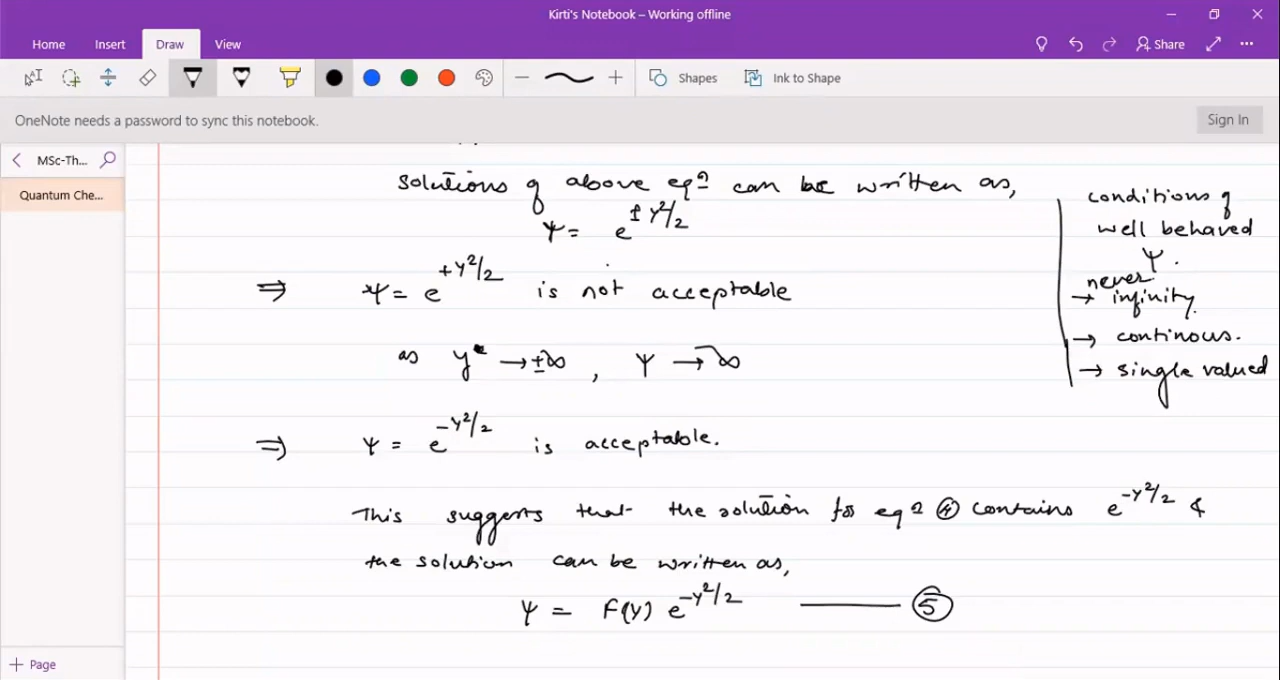 Kirti's Notebook – Working offline
Home Insert Draw View
Share
Shapes Ink to Shape
OneNote needs a password to sync this notebook.
Sign In
MSc-Th...
Quantum Che...
Page
solutions of above eqn can be written as,
Ψ = e^±y²/2
⇒ Ψ = e^+y²/2 is not acceptable
as y → ±∞, Ψ → ∞
⇒ Ψ = e^-y²/2 is acceptable.
This suggests that the solution for eqn ④ contains e^-y²/2 &
the solution can be written as,
Ψ = F(y) e^-y²/2 —— ⑤
conditions of
well behaved
Ψ.
never
→ infinity.
→ continous.
→ single valued